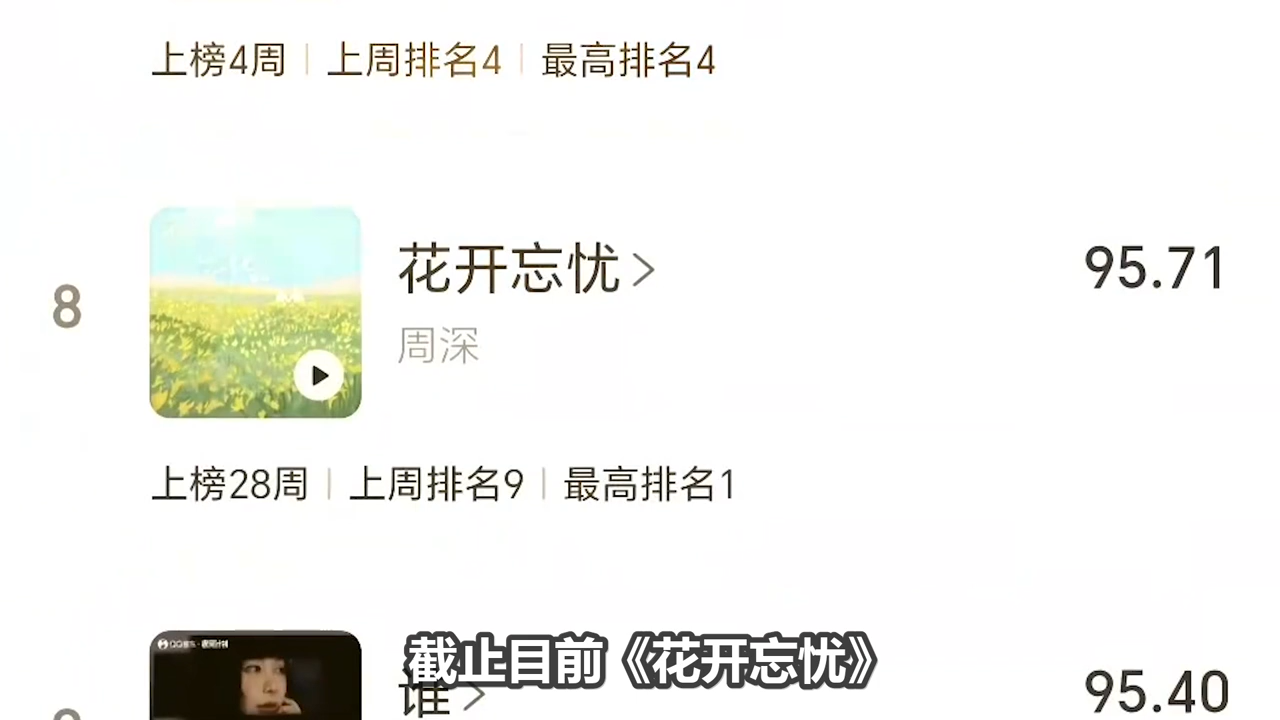 上榜4周 | 上周排名4 | 最高排名4
8
花开忘忧 >
95.71
周深
上榜28周 | 上周排名9 | 最高排名1
截止目前《花开忘忧》
谁 >
95.40